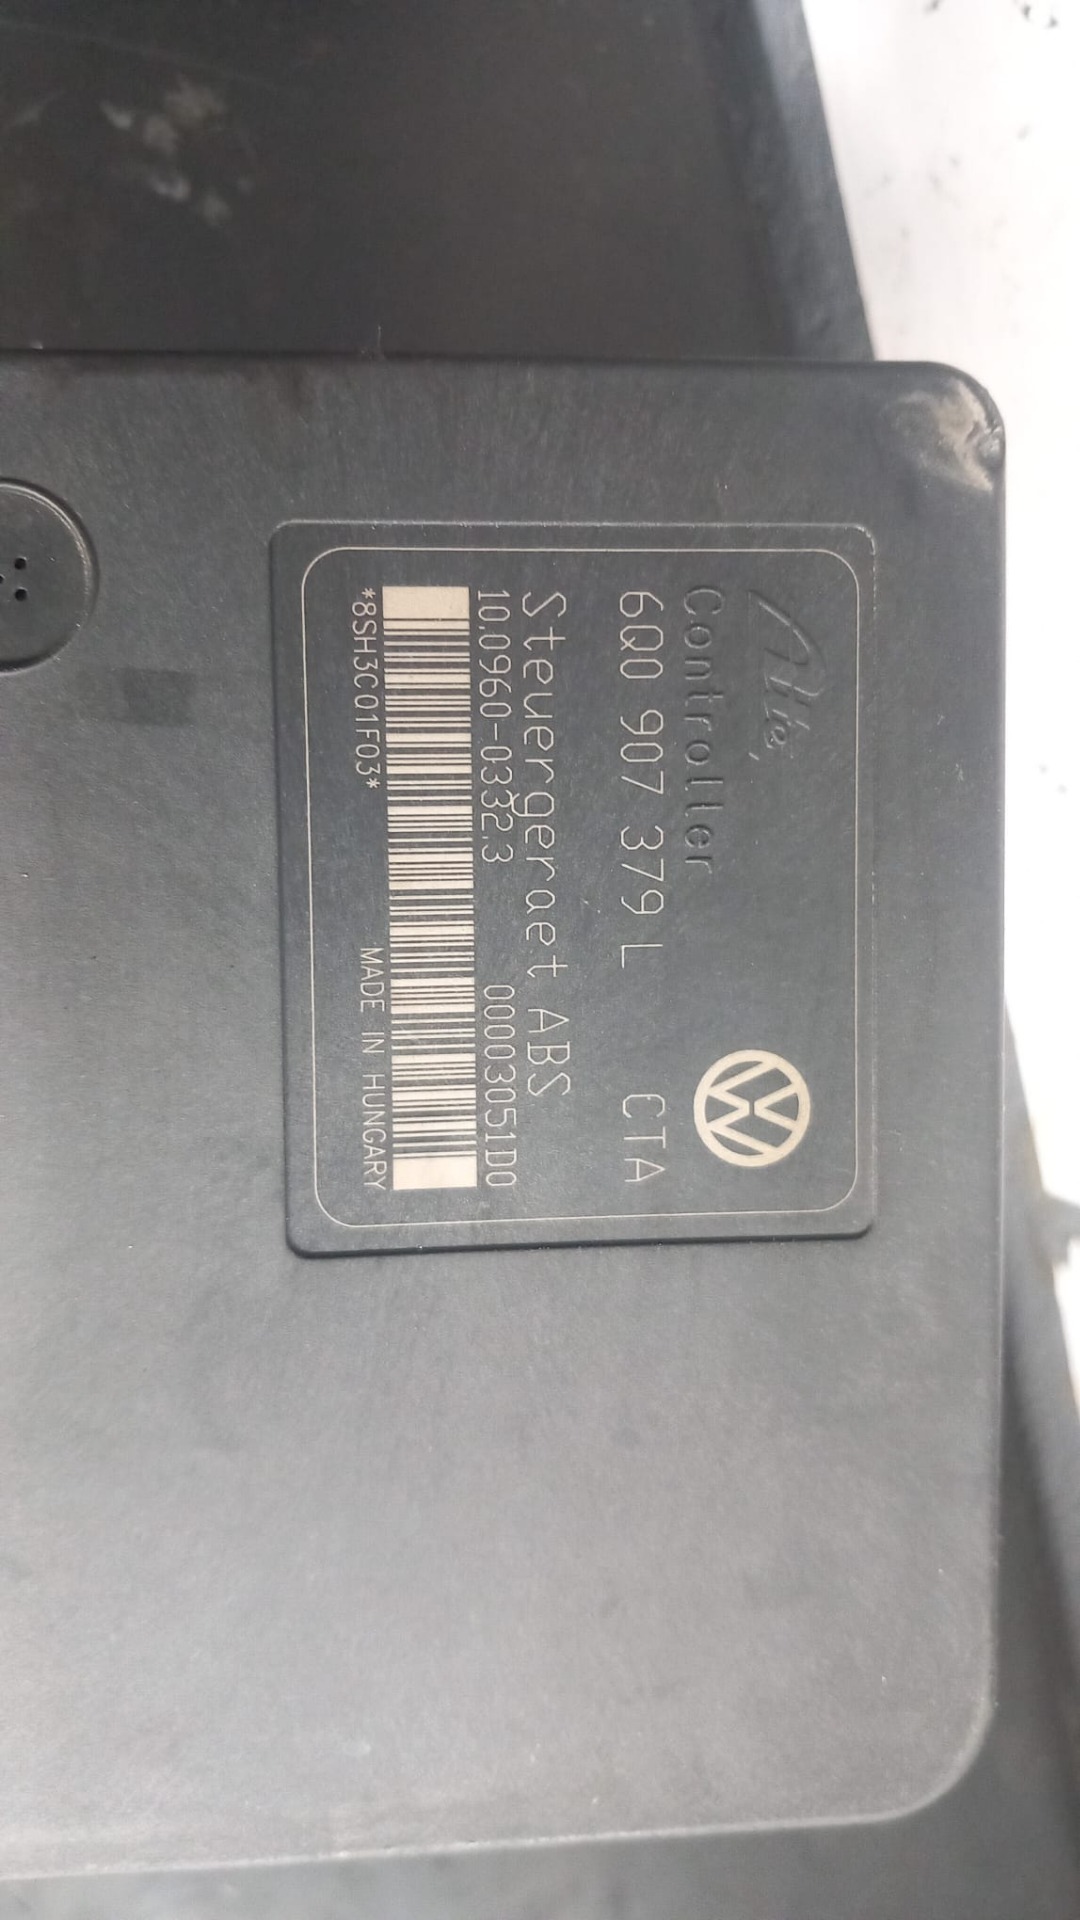 Ate
Controller
6Q0 907 379 L CTA
Steuergeraet ABS
10.0960-0332.3 00003051D0
*8SH3C01F03* MADE IN HUNGARY